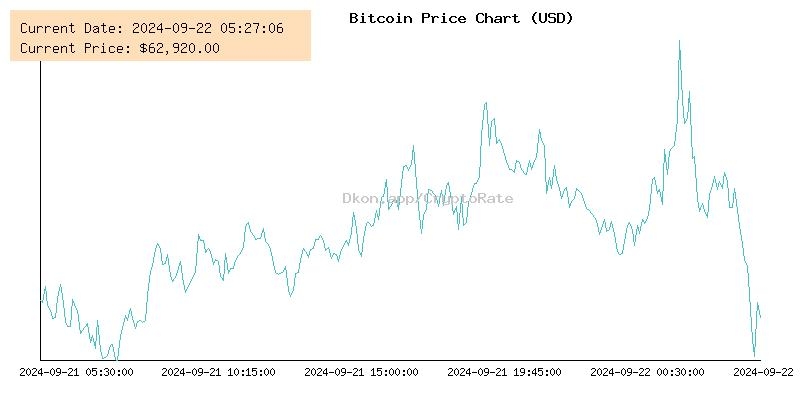 Bitcoin Price Chart (USD)
Current Date: 2024-09-22 05:27:06
Current Price: $62,920.00
Dkon.app/CryptoRate
2024-09-21 05:30:00 2024-09-21 10:15:00 2024-09-21 15:00:00 2024-09-21 19:45:00 2024-09-22 00:30:00 2024-09-22